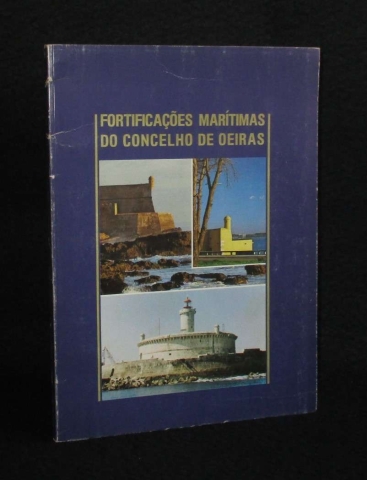 FORTIFICAÇÕES MARÍTIMAS
DO CONCELHO DE OEIRAS